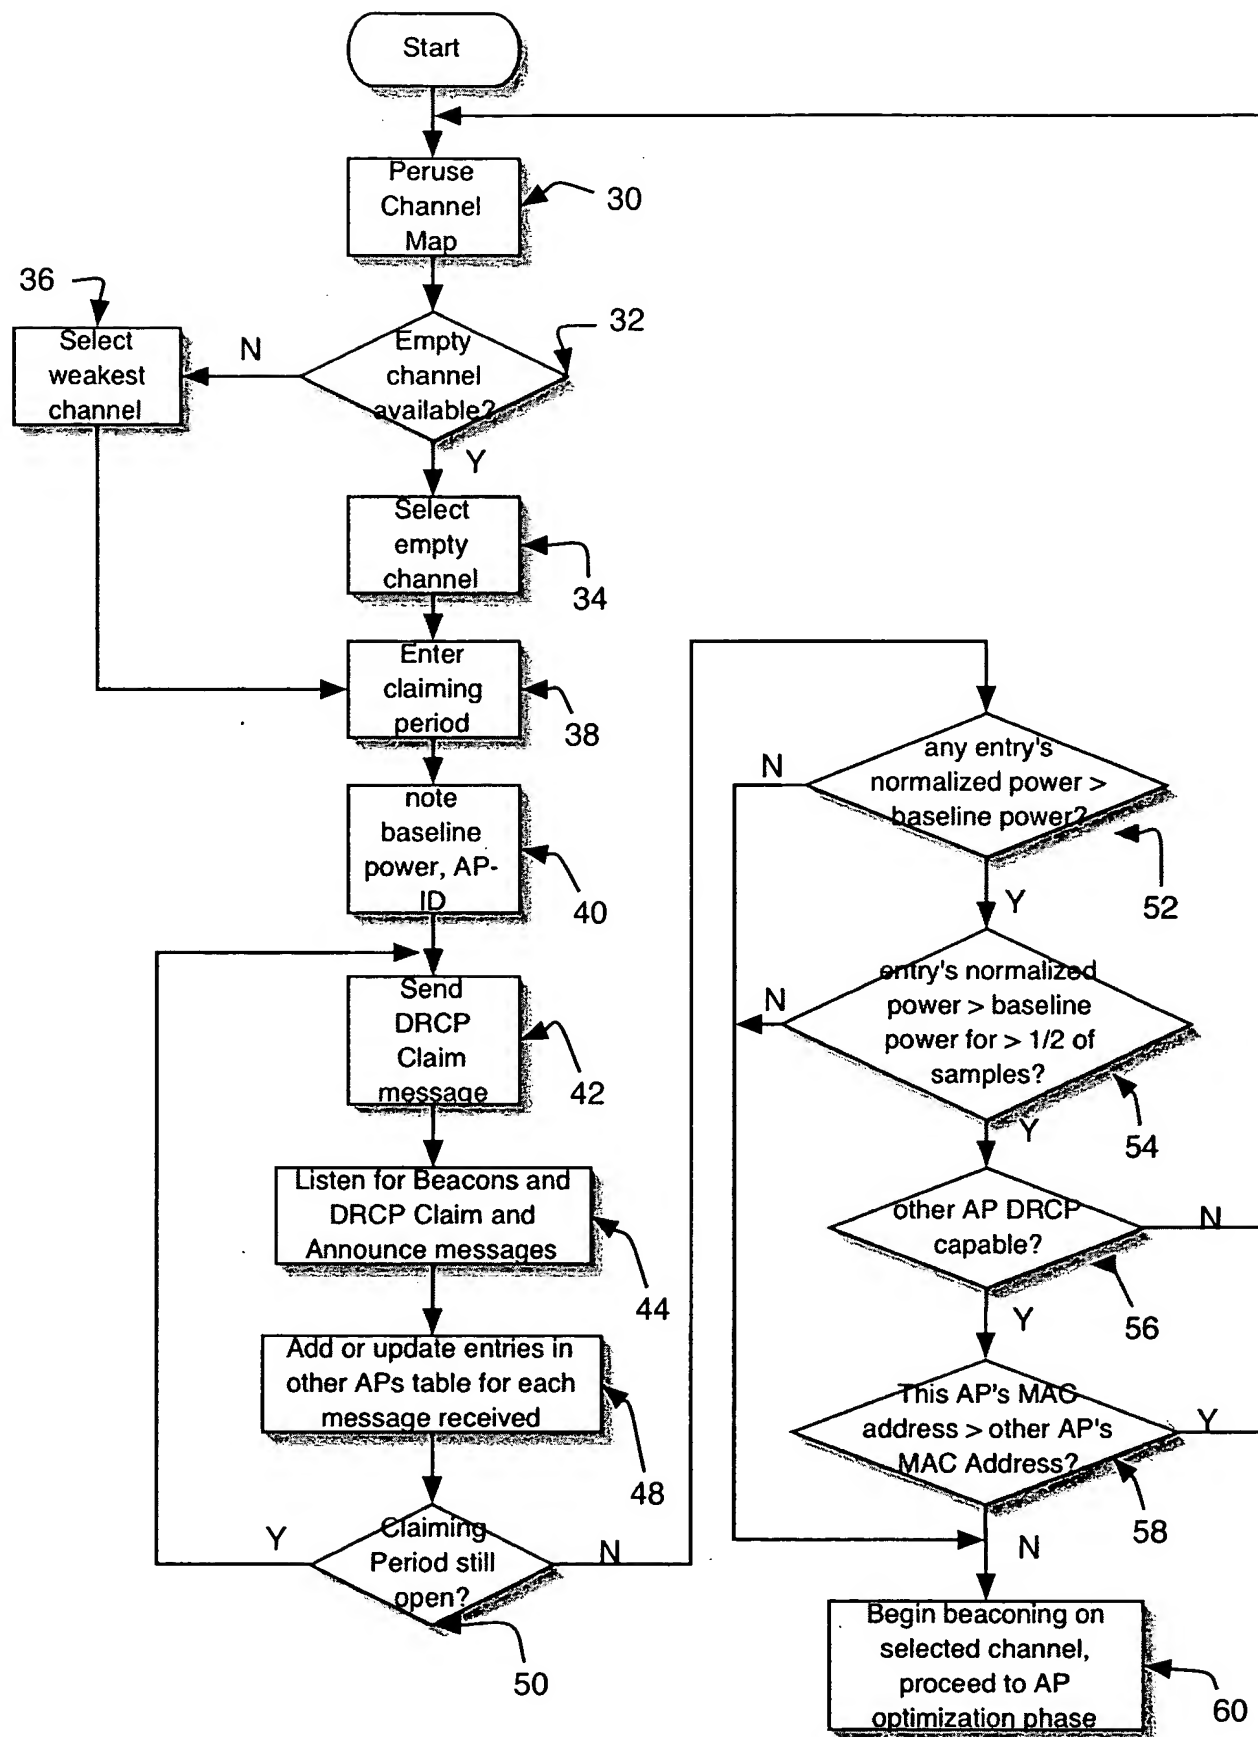 Start
Peruse
Channel
Map
30
36
32
Select
weakest
channel
N
Empty
channel
available?
Y
Select
empty
channel
34
Enter
claiming
period
38
note
baseline
power, AP-
ID
40
Send
DRCP
Claim
message
42
Listen for Beacons and
DRCP Claim and
Announce messages
44
Add or update entries in
other APs table for each
message received
48
Y
Claiming
Period still
open?
N
50
N
any entry's
normalized power >
baseline power?
52
Y
N
entry's normalized
power > baseline
power for > 1/2 of
samples?
54
Y
other AP DRCP
capable?
N
56
Y
This AP's MAC
address > other AP's
MAC Address?
Y
58
N
Begin beaconing on
selected channel,
proceed to AP
optimization phase
60